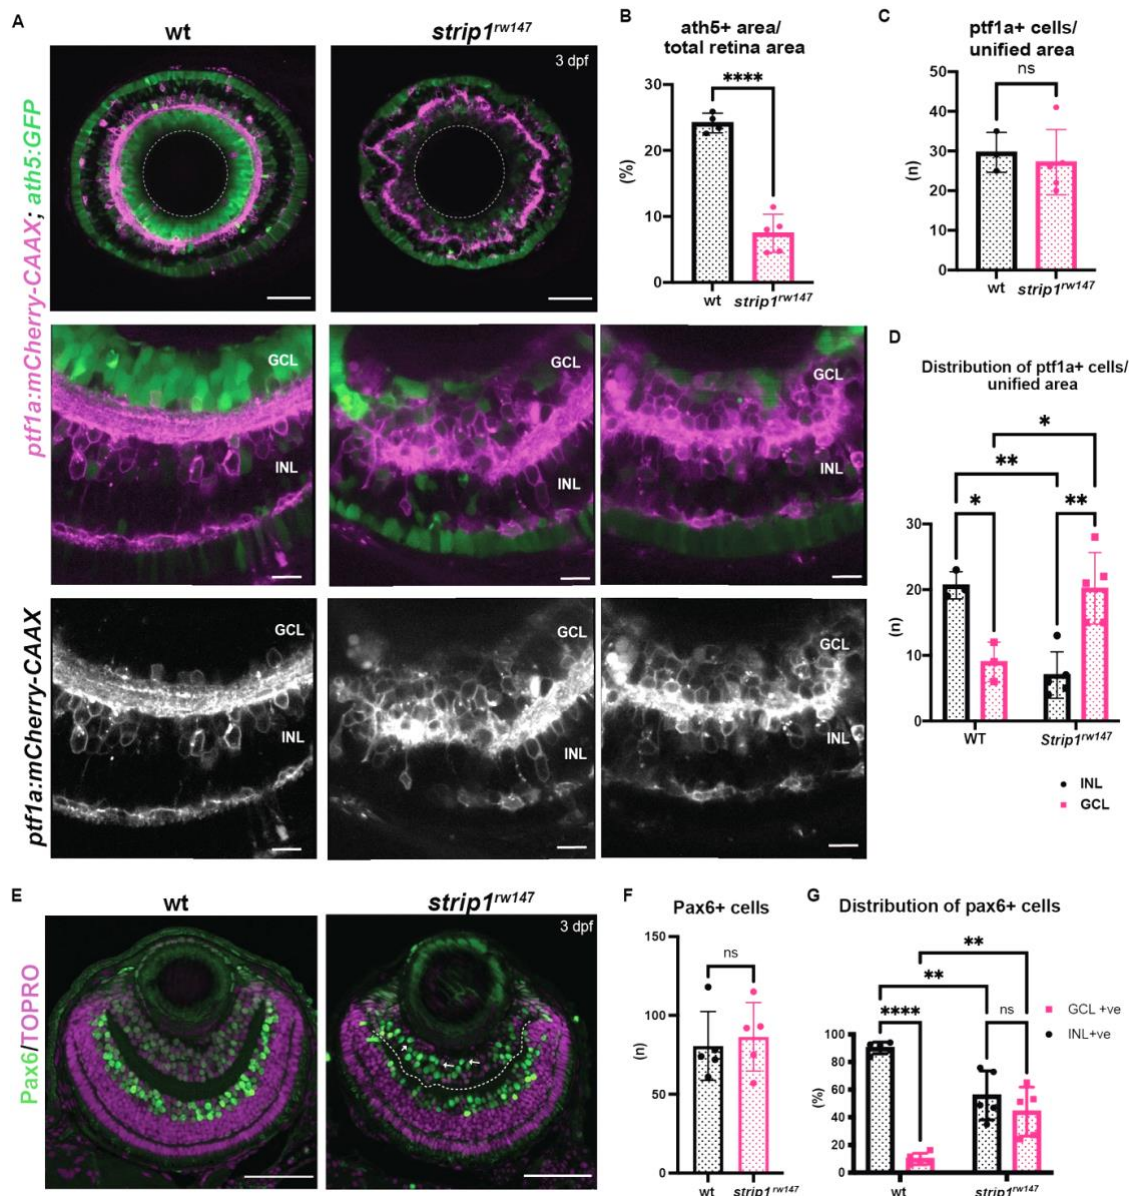 A
wt
strip1rw147
3 dpf
ptf1a:mCherry-CAAX; ath5:GFP
GCL
INL
GCL
INL
GCL
INL
ptf1a:mCherry-CAAX
GCL
INL
GCL
INL
GCL
INL
B
ath5+ area/
total retina area
30
20
10
0
(%)
****
wt
strip1rw147
C
ptf1a+ cells/
unified area
50
40
30
20
10
0
(n)
ns
wt
strip1rw147
D
Distribution of ptf1a+ cells/
unified area
*
**
*
**
30
20
10
0
(n)
WT
Strip1rw147
INL
GCL
E
wt
strip1rw147
3 dpf
Pax6/TOPRO
F
Pax6+ cells
150
100
50
0
(n)
ns
wt
strip1rw147
G
Distribution of pax6+ cells
**
**
****
ns
GCL +ve
INL+ve
100
80
60
40
20
0
(%)
wt
strip1rw147